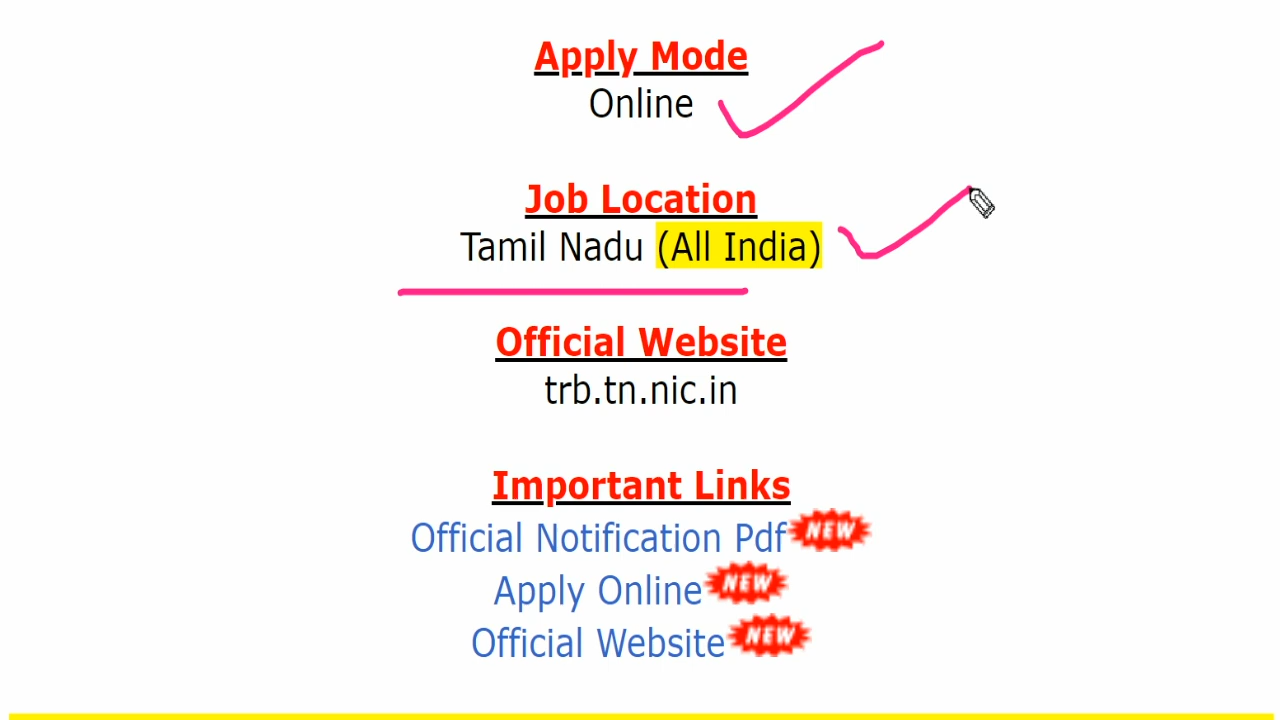 Apply Mode
Online
Job Location
Tamil Nadu (All India)
Official Website
trb.tn.nic.in
Important Links
Official Notification Pdf NEW
Apply Online NEW
Official Website NEW